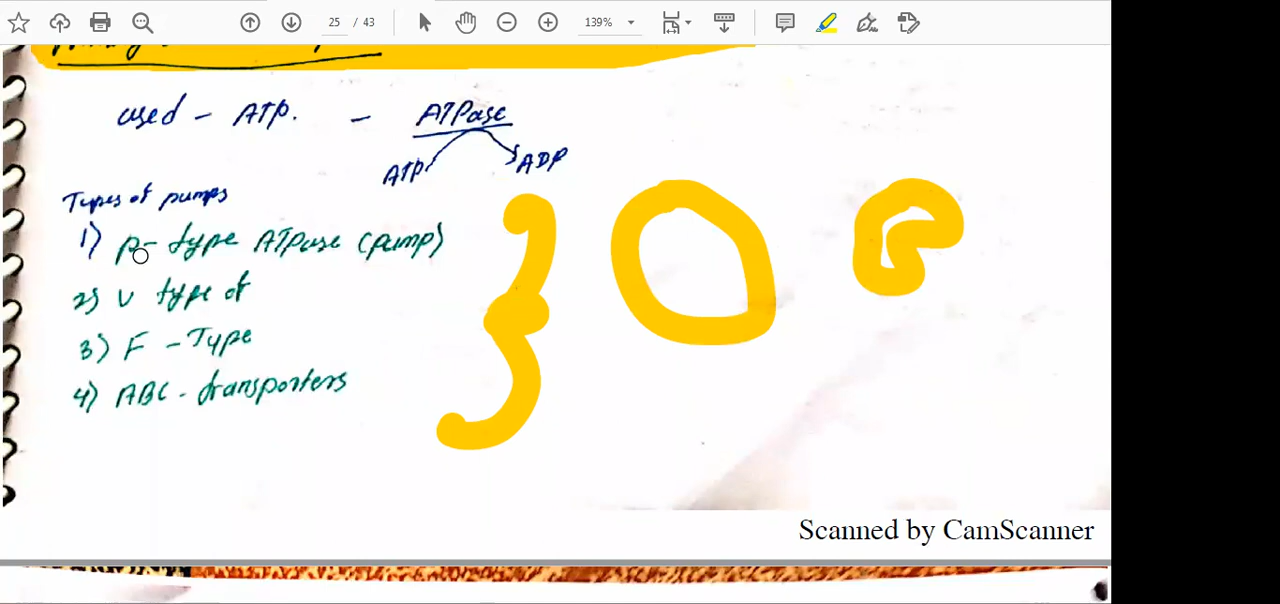 25 / 43 139%
used - ATP. - ATPase
ATP ADP
Types of pumps
1) P- type ATPase (pump)
2) V type of
3) F - Type
4) ABC - transporters
Scanned by CamScanner